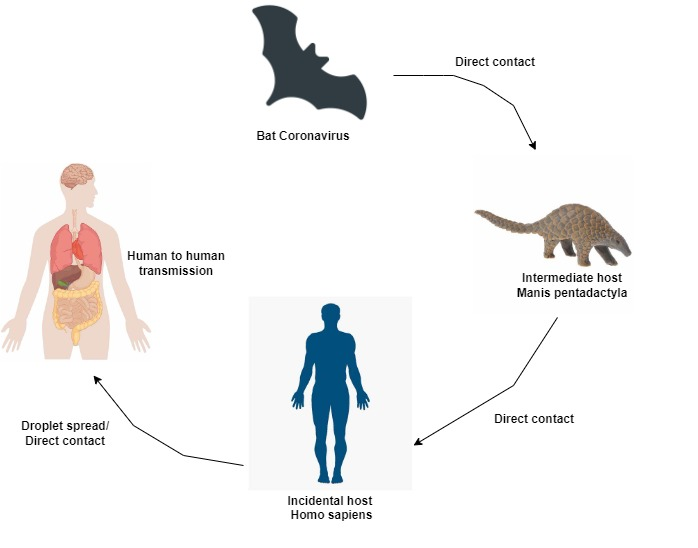 Direct contact
Bat Coronavirus
Human to human
transmission
Intermediate host
Manis pentadactyla
Direct contact
Droplet spread/
Direct contact
Incidental host
Homo sapiens